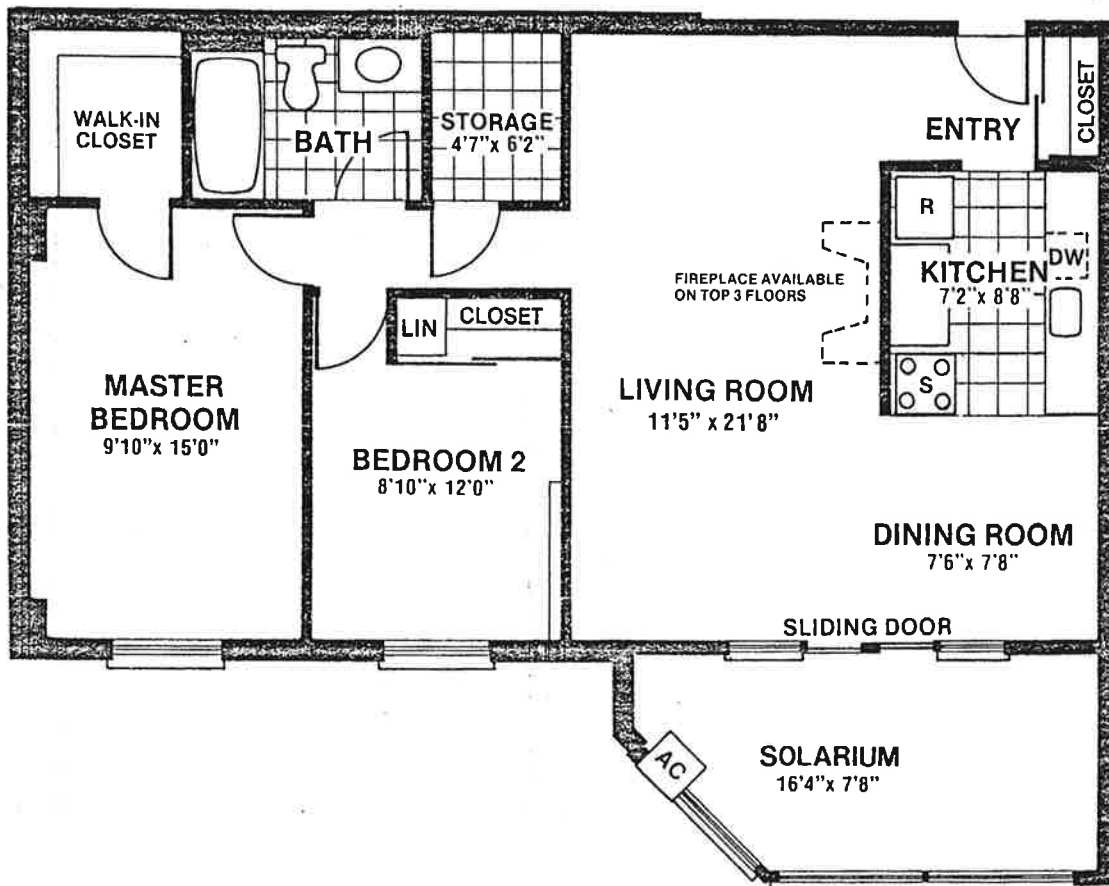 WALK-IN
CLOSET
BATH
STORAGE
4'7"x 6'2"
ENTRY
CLOSET
R
DW
KITCHEN
7'2"x 8'8"
FIREPLACE AVAILABLE
ON TOP 3 FLOORS
LIN
CLOSET
S
MASTER
BEDROOM
9'10"x 15'0"
LIVING ROOM
11'5" x 21'8"
BEDROOM 2
8'10"x 12'0"
DINING ROOM
7'6"x 7'8"
SLIDING DOOR
AC
SOLARIUM
16'4"x 7'8"